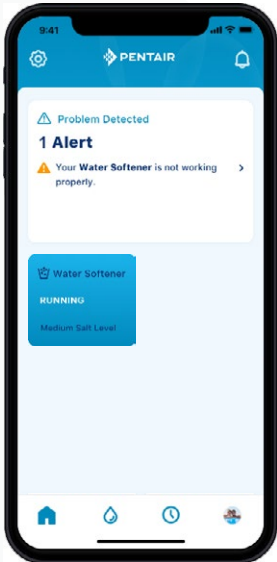 9:41
PENTAIR
Problem Detected
1 Alert
Your Water Softener is not working
properly.
Water Softener
RUNNING
Medium Salt Level